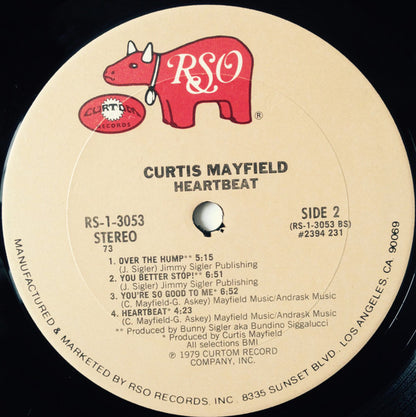 RSO
®
CURTOM
RECORDS
CURTIS MAYFIELD
HEARTBEAT
RS-1-3053
STEREO
73
SIDE 2
(RS-1-3053 BS)
#2394 231
1. OVER THE HUMP** 5:15
(J. Sigler) Jimmy Sigler Publishing
2. YOU BETTER STOP!** 6:51
(J. Sigler) Jimmy Sigler Publishing
3. YOU'RE SO GOOD TO ME* 6:52
(C. Mayfield-G. Askey) Mayfield Music/Andrask Music
4. HEARTBEAT* 4:23
(C. Mayfield-G. Askey) Mayfield Music/Andrask Music
** Produced by Bunny Sigler aka Bundino Siggalucci
* Produced by Curtis Mayfield
All selections BMI
℗ 1979 CURTOM RECORD
COMPANY, INC.
MANUFACTURED & MARKETED BY RSO RECORDS, INC. 8335 SUNSET BLVD. LOS ANGELES, CA 90069